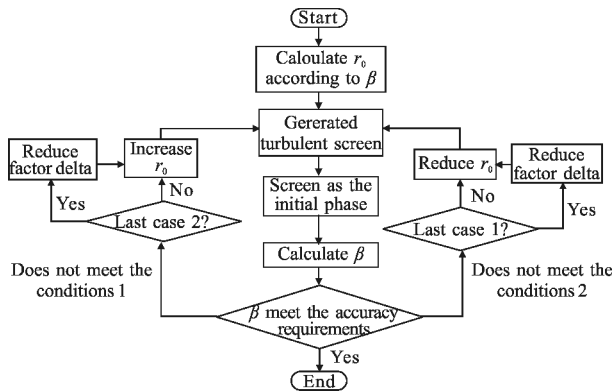 Start
Caloulate r₀
according to β
Gererated
turbulent screen
Reduce
factor delta
Increase
r₀
Reduce r₀
Reduce
factor delta
Screen as the
initial phase
Yes
No
No
Yes
Last case 2?
Last case 1?
Calculate β
Does not meet the
conditions 1
Does not meet the
conditions 2
β meet the accuracy
requirements
Yes
End